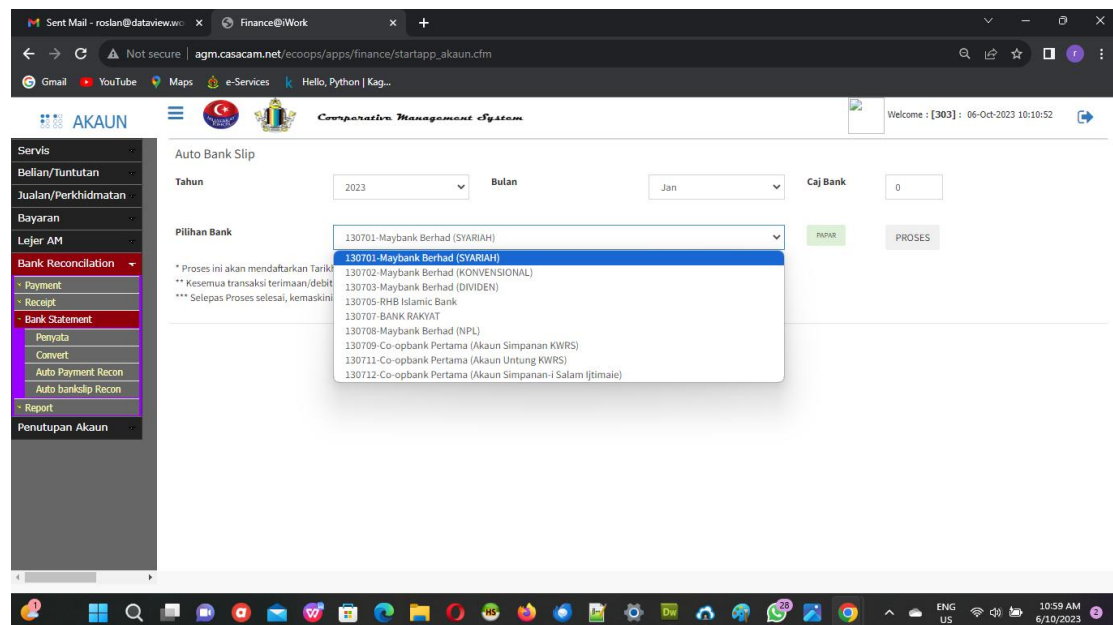 Sent Mail - roslan@dataview.wo
Finance@iWork
Not secure | agm.casacam.net/ecoops/apps/finance/startapp_akaun.cfm
Gmail YouTube Maps e-Services Hello, Python | Kag...
AKAUN
Coorporative Management System
Welcome : [303] : 06-Oct-2023 10:10:52
Servis
Belian/Tuntutan
Jualan/Perkhidmatan
Bayaran
Lejer AM
Bank Reconcilation
Payment
Receipt
Bank Statement
Penyata
Convert
Auto Payment Recon
Auto bankslip Recon
Report
Penutupan Akaun
Auto Bank Slip
Tahun 2023 Bulan Jan Caj Bank 0
Pilihan Bank 130701-Maybank Berhad (SYARIAH) PAPAR PROSES
130701-Maybank Berhad (SYARIAH)
130702-Maybank Berhad (KONVENSIONAL)
130703-Maybank Berhad (DIVIDEN)
130705-RHB Islamic Bank
130707-BANK RAKYAT
130708-Maybank Berhad (NPL)
130709-Co-opbank Pertama (Akaun Simpanan KWRS)
130711-Co-opbank Pertama (Akaun Untung KWRS)
130712-Co-opbank Pertama (Akaun Simpanan-i Salam Ijtimaie)
* Proses ini akan mendaftarkan
** Kesemua transaksi terimaan/debit
*** Selepas Proses selesai, kemaskini
28
ENG
US
10:59 AM
6/10/2023
2